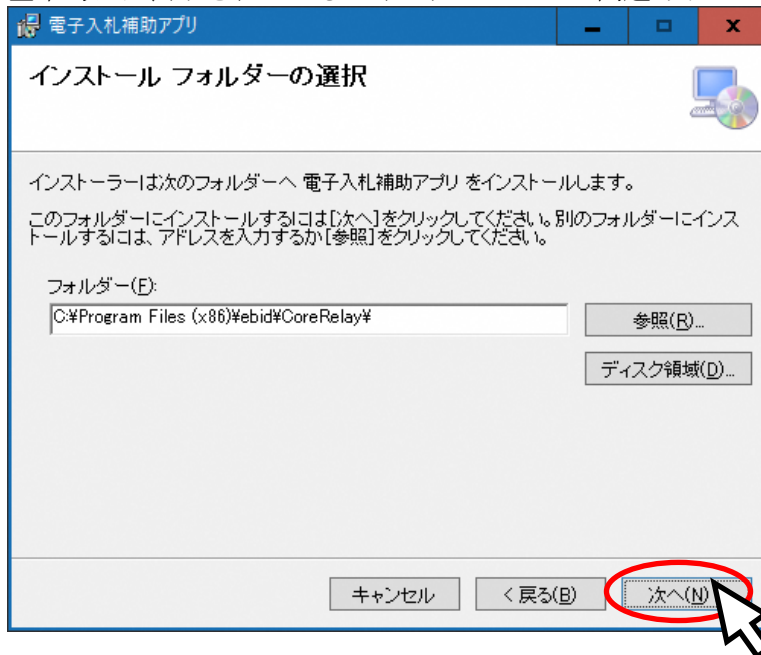 電子入札補助アプリ
インストール フォルダーの選択
インストーラーは次のフォルダーへ 電子入札補助アプリ をインストールします。
このフォルダーにインストールするには[次へ]をクリックしてください。別のフォルダーにインス
トールするには、アドレスを入力するか[参照]をクリックしてください。
フォルダー(F):
C:¥Program Files (x86)¥ebid¥CoreRelay¥
参照(R)...
ディスク領域(D)...
キャンセル
< 戻る(B)
次へ(N)